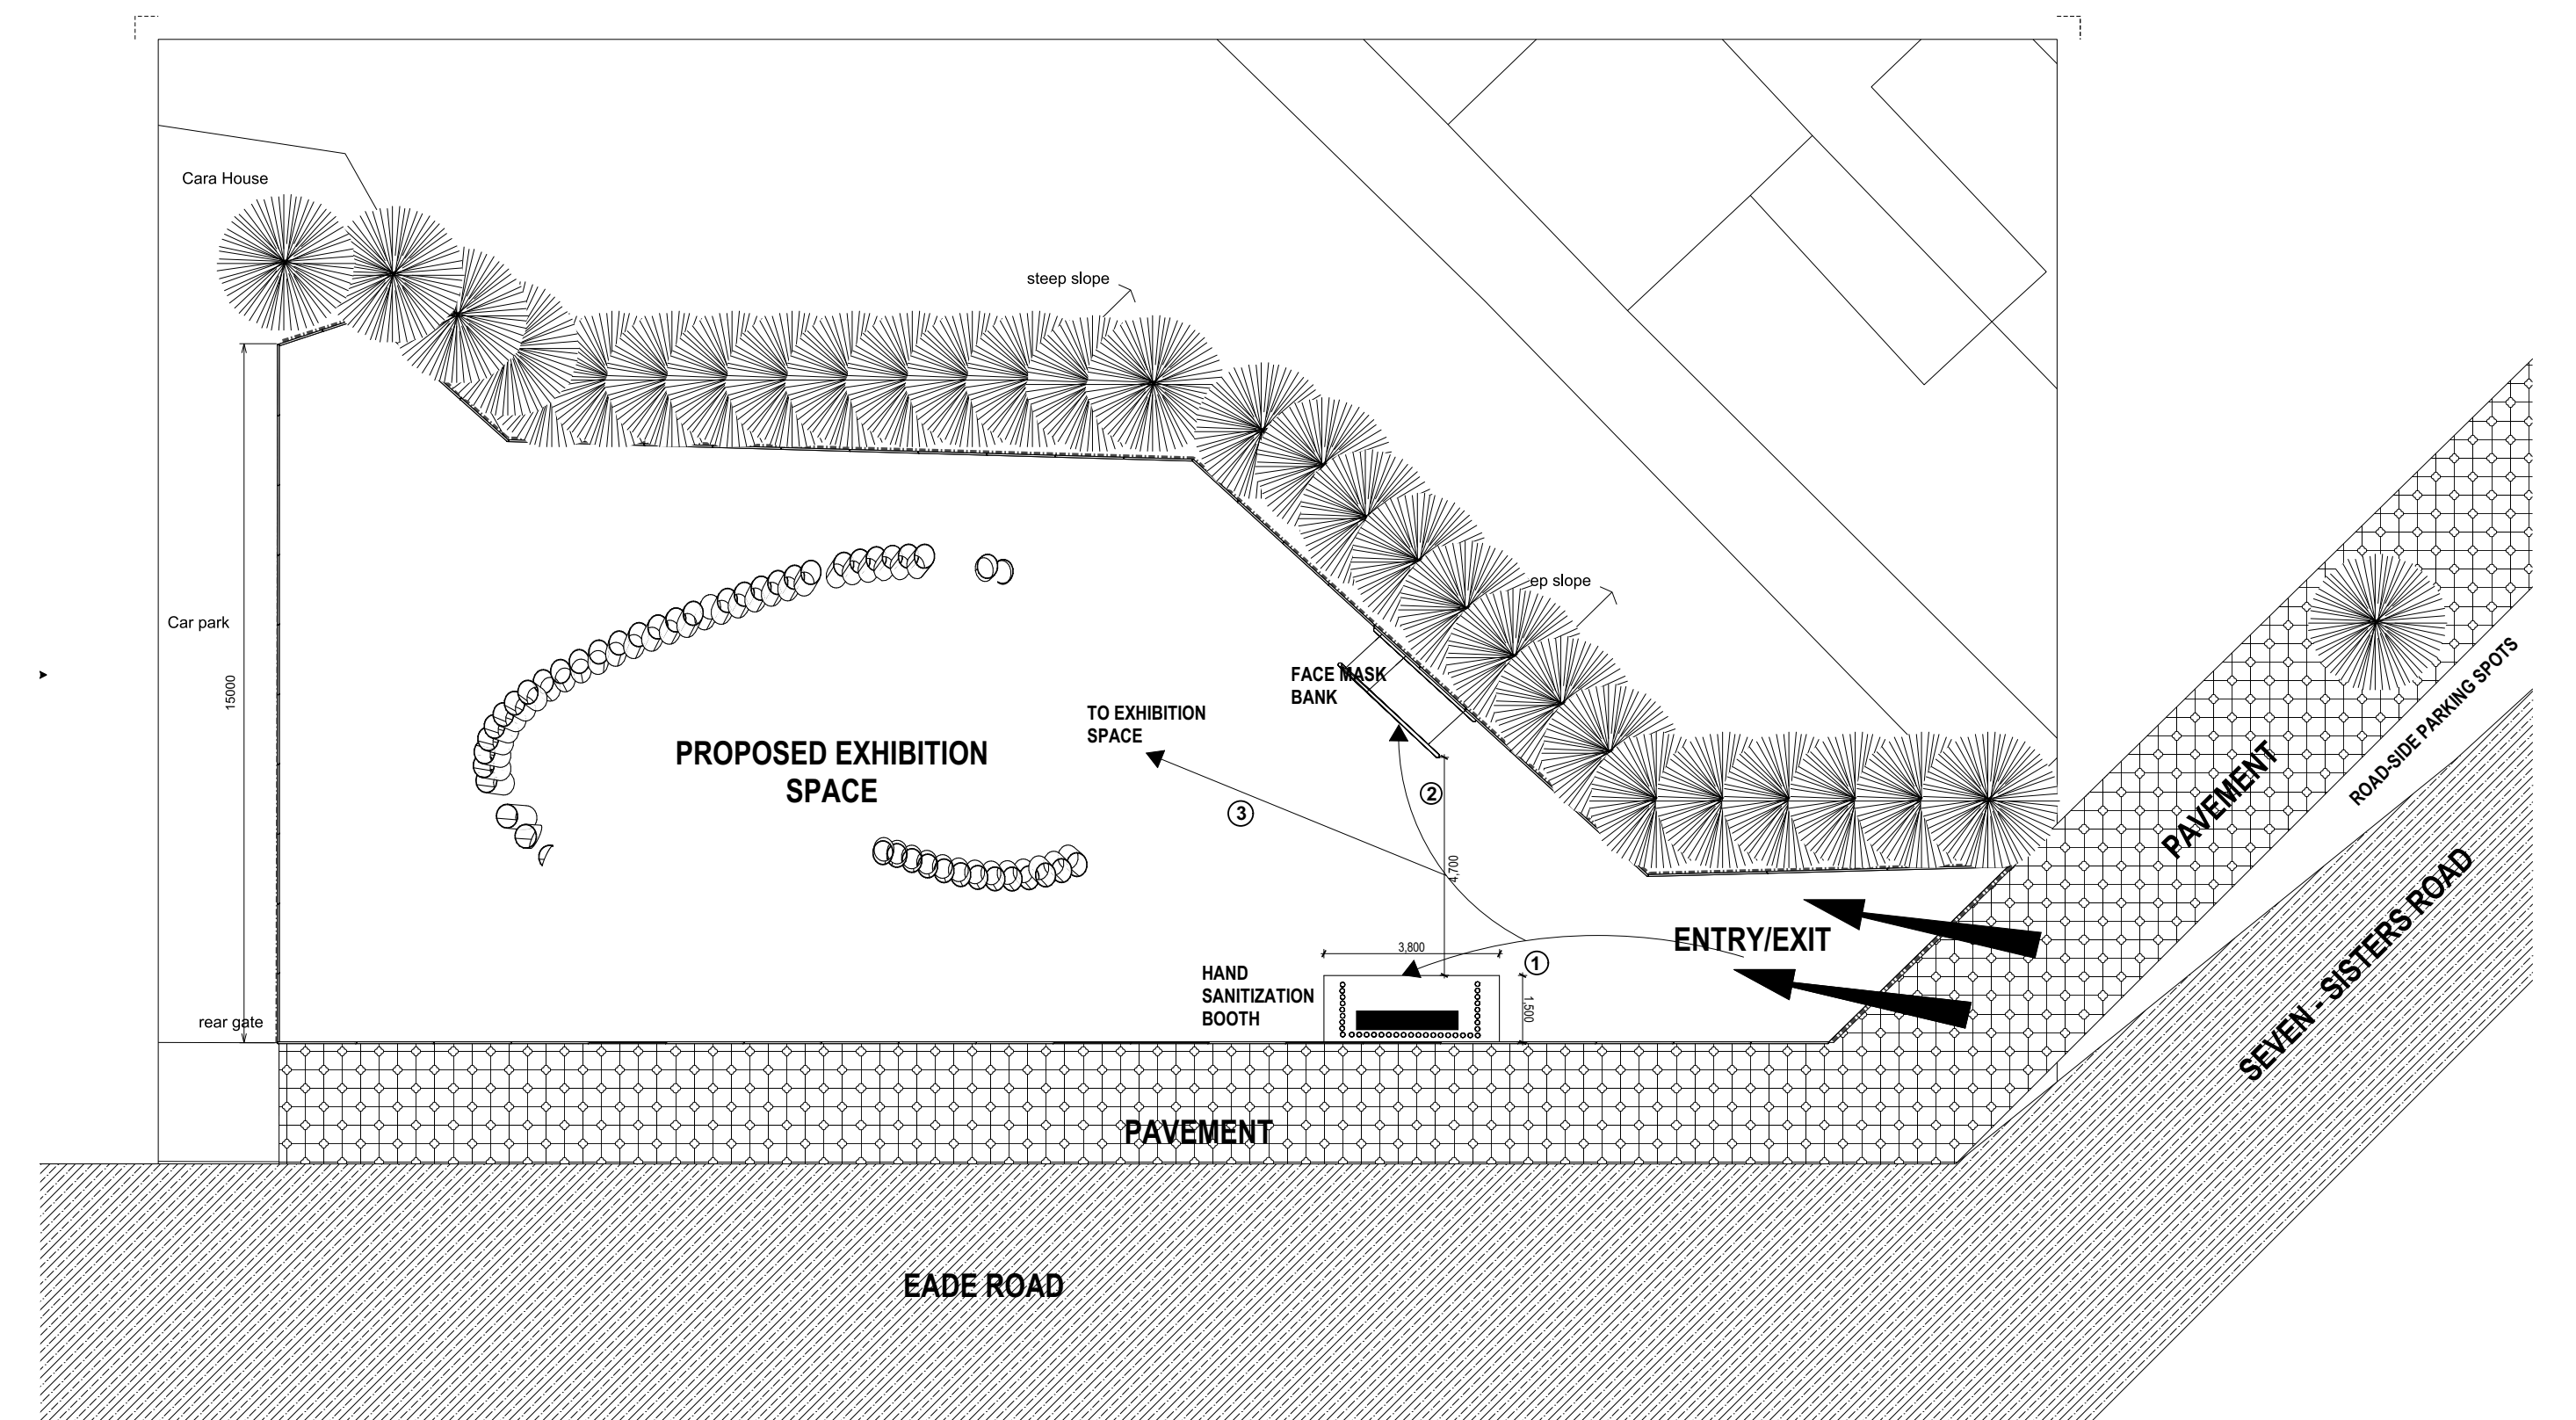 Cara House
steep slope
ep slope
Car park
15000
FACE MASK
BANK
TO EXHIBITION
SPACE
PROPOSED EXHIBITION
SPACE
2
3
4,700
ROAD-SIDE PARKING SPOTS
PAVEMENT
SEVEN - SISTERS ROAD
ENTRY/EXIT
3,800
1
HAND
SANITIZATION
BOOTH
1,500
rear gate
PAVEMENT
EADE ROAD